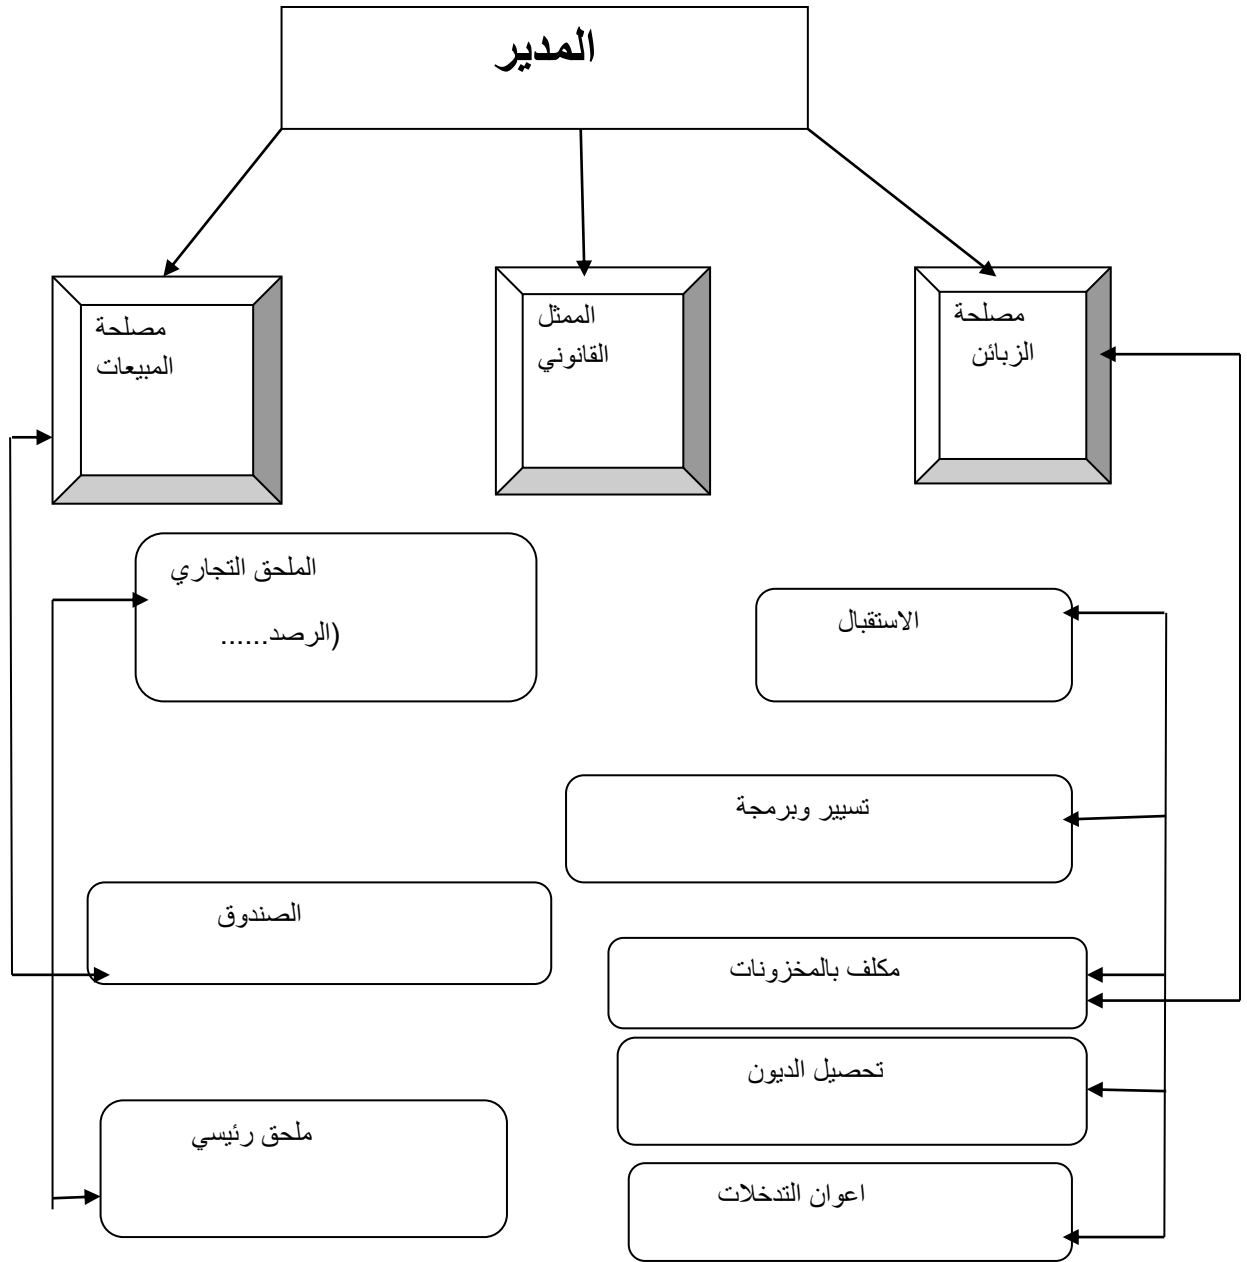 المدير
مصلحة
الزبائن
الممثل
القانوني
مصلحة
المبيعات
الملحق التجاري
(الرصد......
الاستقبال
تسيير وبرمجة
الصندوق
مكلف بالمخزونات
تحصيل الديون
ملحق رئيسي
اعوان التدخلات